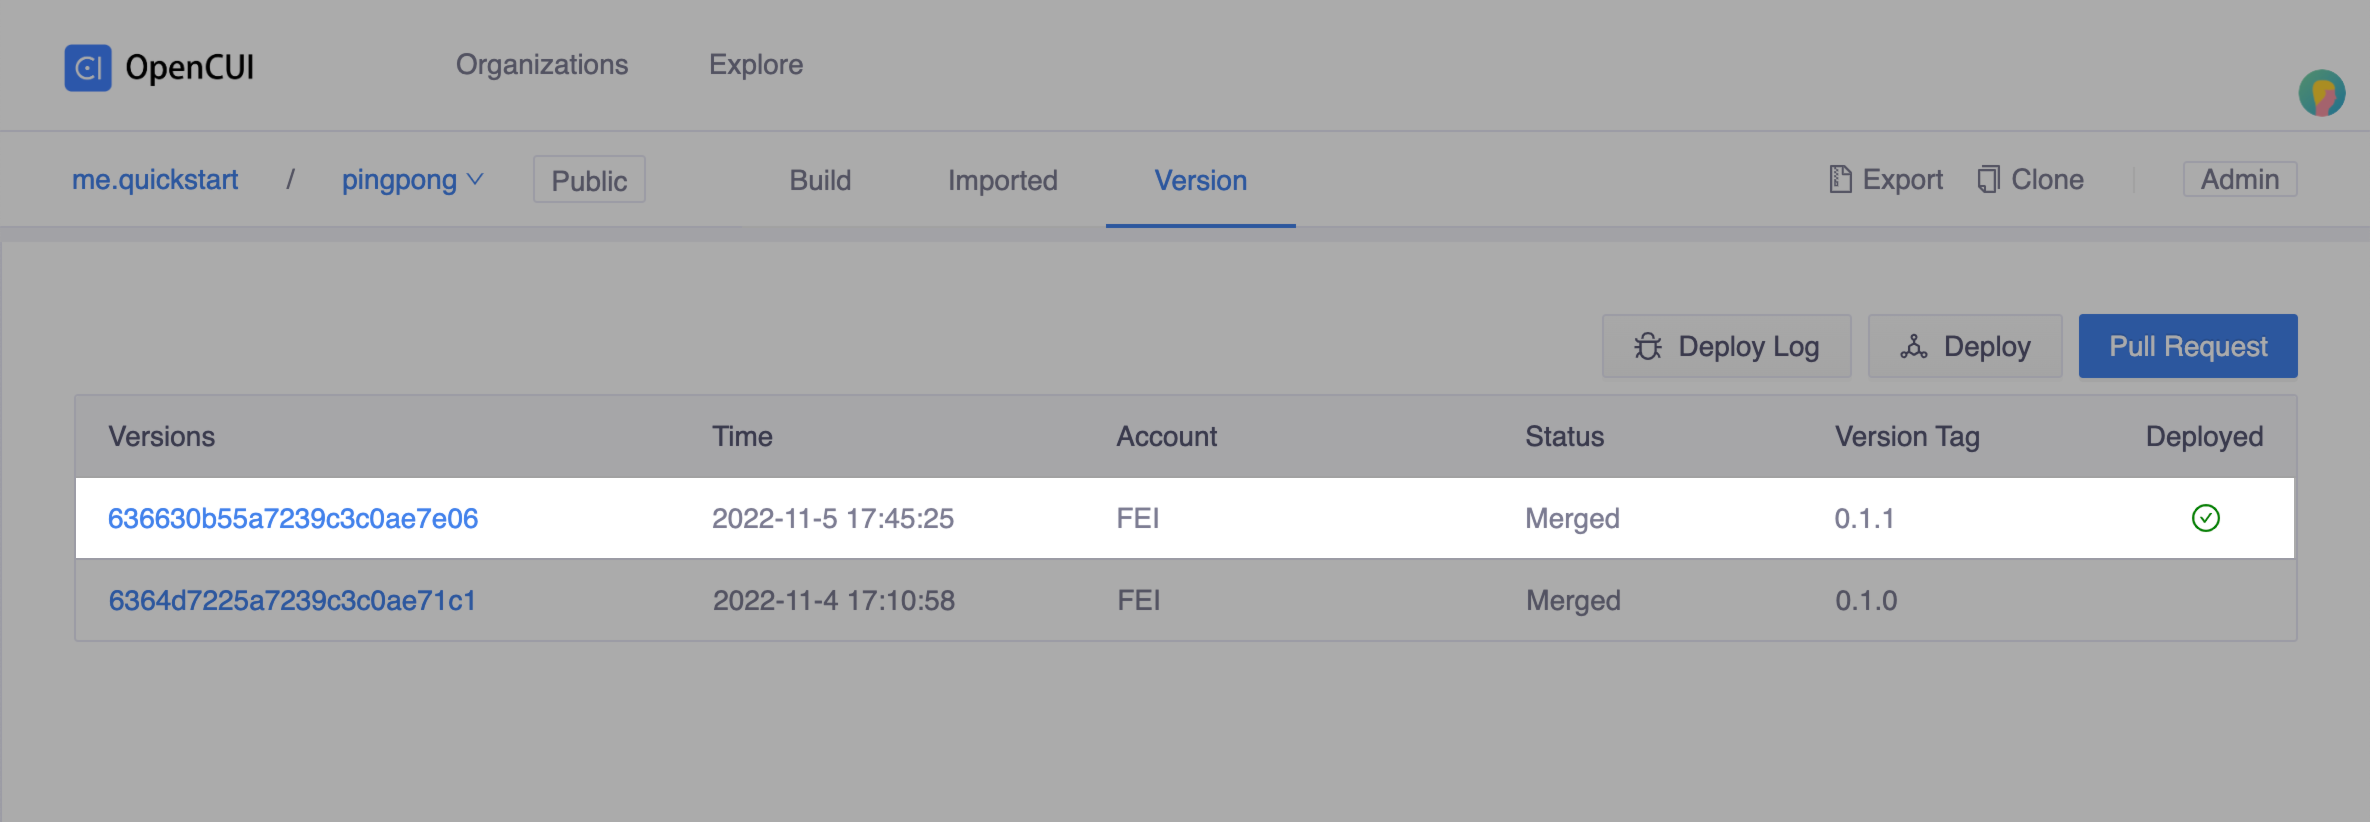 OpenCUI Organizations Explore
me.quickstart / pingpong Public Build Imported Version Export Clone Admin
Deploy Log Deploy Pull Request
Versions Time Account Status Version Tag Deployed
636630b55a7239c3c0ae7e06 2022-11-5 17:45:25 FEI Merged 0.1.1
6364d7225a7239c3c0ae71c1 2022-11-4 17:10:58 FEI Merged 0.1.0